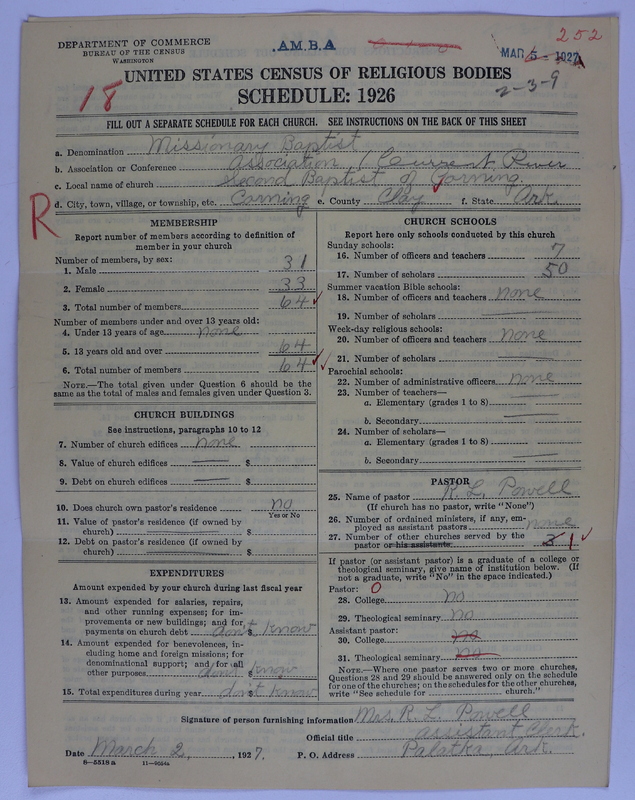 DEPARTMENT OF COMMERCE
BUREAU OF THE CENSUS
WASHINGTON
.AM.B.A
MAR 5 - 1927
252
2-3-9
18
UNITED STATES CENSUS OF RELIGIOUS BODIES
SCHEDULE: 1926
FILL OUT A SEPARATE SCHEDULE FOR EACH CHURCH. SEE INSTRUCTIONS ON THE BACK OF THIS SHEET
a. Denomination Missionary Baptist
b. Association or Conference Association / Current River
c. Local name of church Second Baptist of Corning
d. City, town, village, or township, etc. Corning e. County Clay f. State Ark.
R
MEMBERSHIP
Report number of members according to definition of
member in your church
Number of members, by sex:
1. Male 31
2. Female 33
3. Total number of members 64
Number of members under and over 13 years old:
4. Under 13 years of age none
5. 13 years old and over 64
6. Total number of members 64
NOTE.—The total given under Question 6 should be
same as the total of males and females given under Question 3.
CHURCH BUILDINGS
See instructions, paragraphs 10 to 12
7. Number of church edifices none
8. Value of church edifices $
9. Debt on church edifices $
10. Does church own pastor's residence? no
Yes or No
11. Value of pastor's residence (if owned by
church) $
12. Debt on pastor's residence (if owned by
church) $
EXPENDITURES
Amount expended by your church during last fiscal year
13. Amount expended for salaries, repairs,
and other running expenses; for im-
provements or new buildings; and for
payments on church debt $ don't know
14. Amount expended for benevolences, in-
cluding home and foreign missions; for
denominational support; and for all
other purposes $ don't know
15. Total expenditures during year $ don't know
CHURCH SCHOOLS
Report here only schools conducted by this church
Sunday schools:
16. Number of officers and teachers 7
17. Number of scholars 50
Summer vacation Bible schools:
18. Number of officers and teachers none
19. Number of scholars
Week-day religious schools:
20. Number of officers and teachers none
21. Number of scholars
Parochial schools:
22. Number of administrative officers none
23. Number of teachers—
a. Elementary (grades 1 to 8)
b. Secondary
24. Number of scholars—
a. Elementary (grades 1 to 8)
b. Secondary
PASTOR
25. Name of pastor R. L. Powell
(If church has no pastor, write "None")
26. Number of ordained ministers, if any, em-
ployed as assistant pastors none
27. Number of other churches served by the
pastor or his assistants 1
If pastor (or assistant pastor) is a graduate of a college or
theological seminary, give name of institution below. (If
not a graduate, write "No" in the space indicated.)
Pastor: 0
28. College no
29. Theological seminary no
Assistant pastor:
30. College no
31. Theological seminary no
NOTE.—Where one pastor serves two or more churches,
Questions 28 and 29 should be answered only on the schedule
for one of the churches; on the schedules for the other churches,
write "See schedule for church."
Signature of person furnishing information Mrs. R. L. Powell
Official title assistant Clerk.
Date March 2, , 1927. P. O. Address Palatka, Ark.
8—5518 a